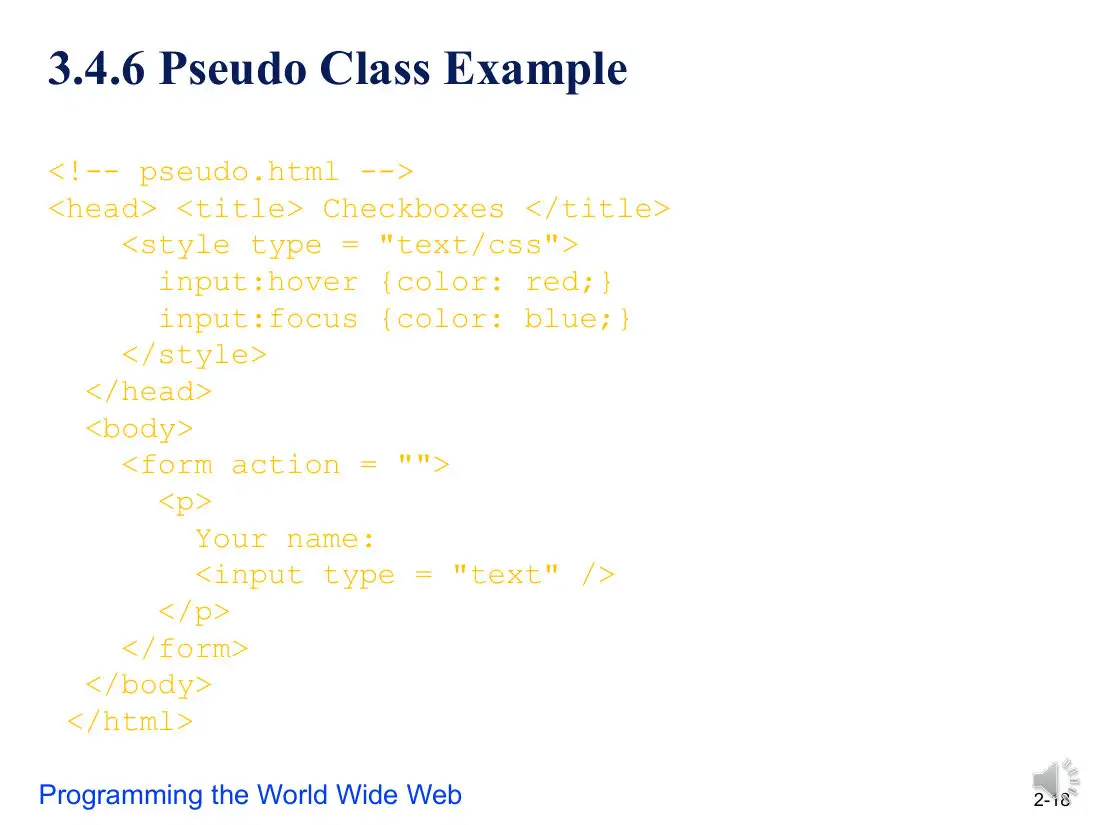 3.4.6 Pseudo Class Example
<!-- pseudo.html -->
<head> <title> Checkboxes </title>
    <style type = "text/css">
      input:hover {color: red;}
      input:focus {color: blue;}
    </style>
  </head>
  <body>
    <form action = "">
      <p>
        Your name:
        <input type = "text" />
      </p>
    </form>
  </body>
 </html>
Programming the World Wide Web
2-18